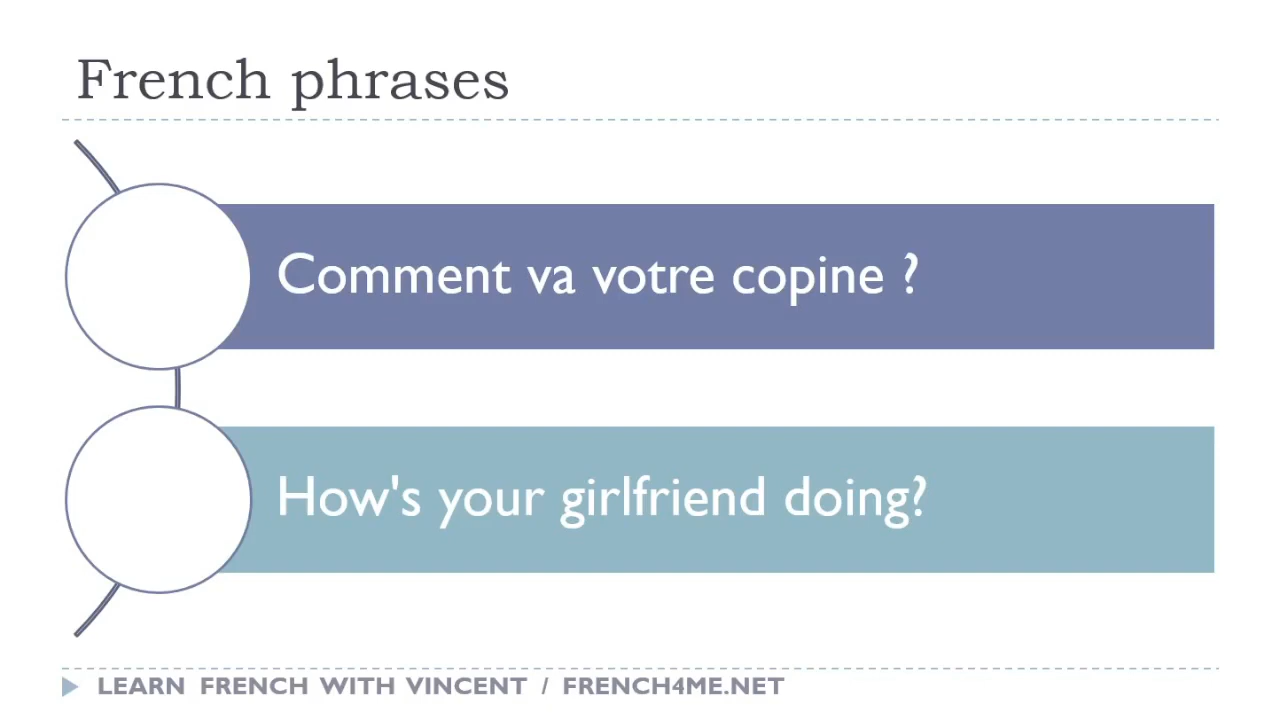 French phrases
Comment va votre copine ?
How's your girlfriend doing?
LEARN FRENCH WITH VINCENT / FRENCH4ME.NET